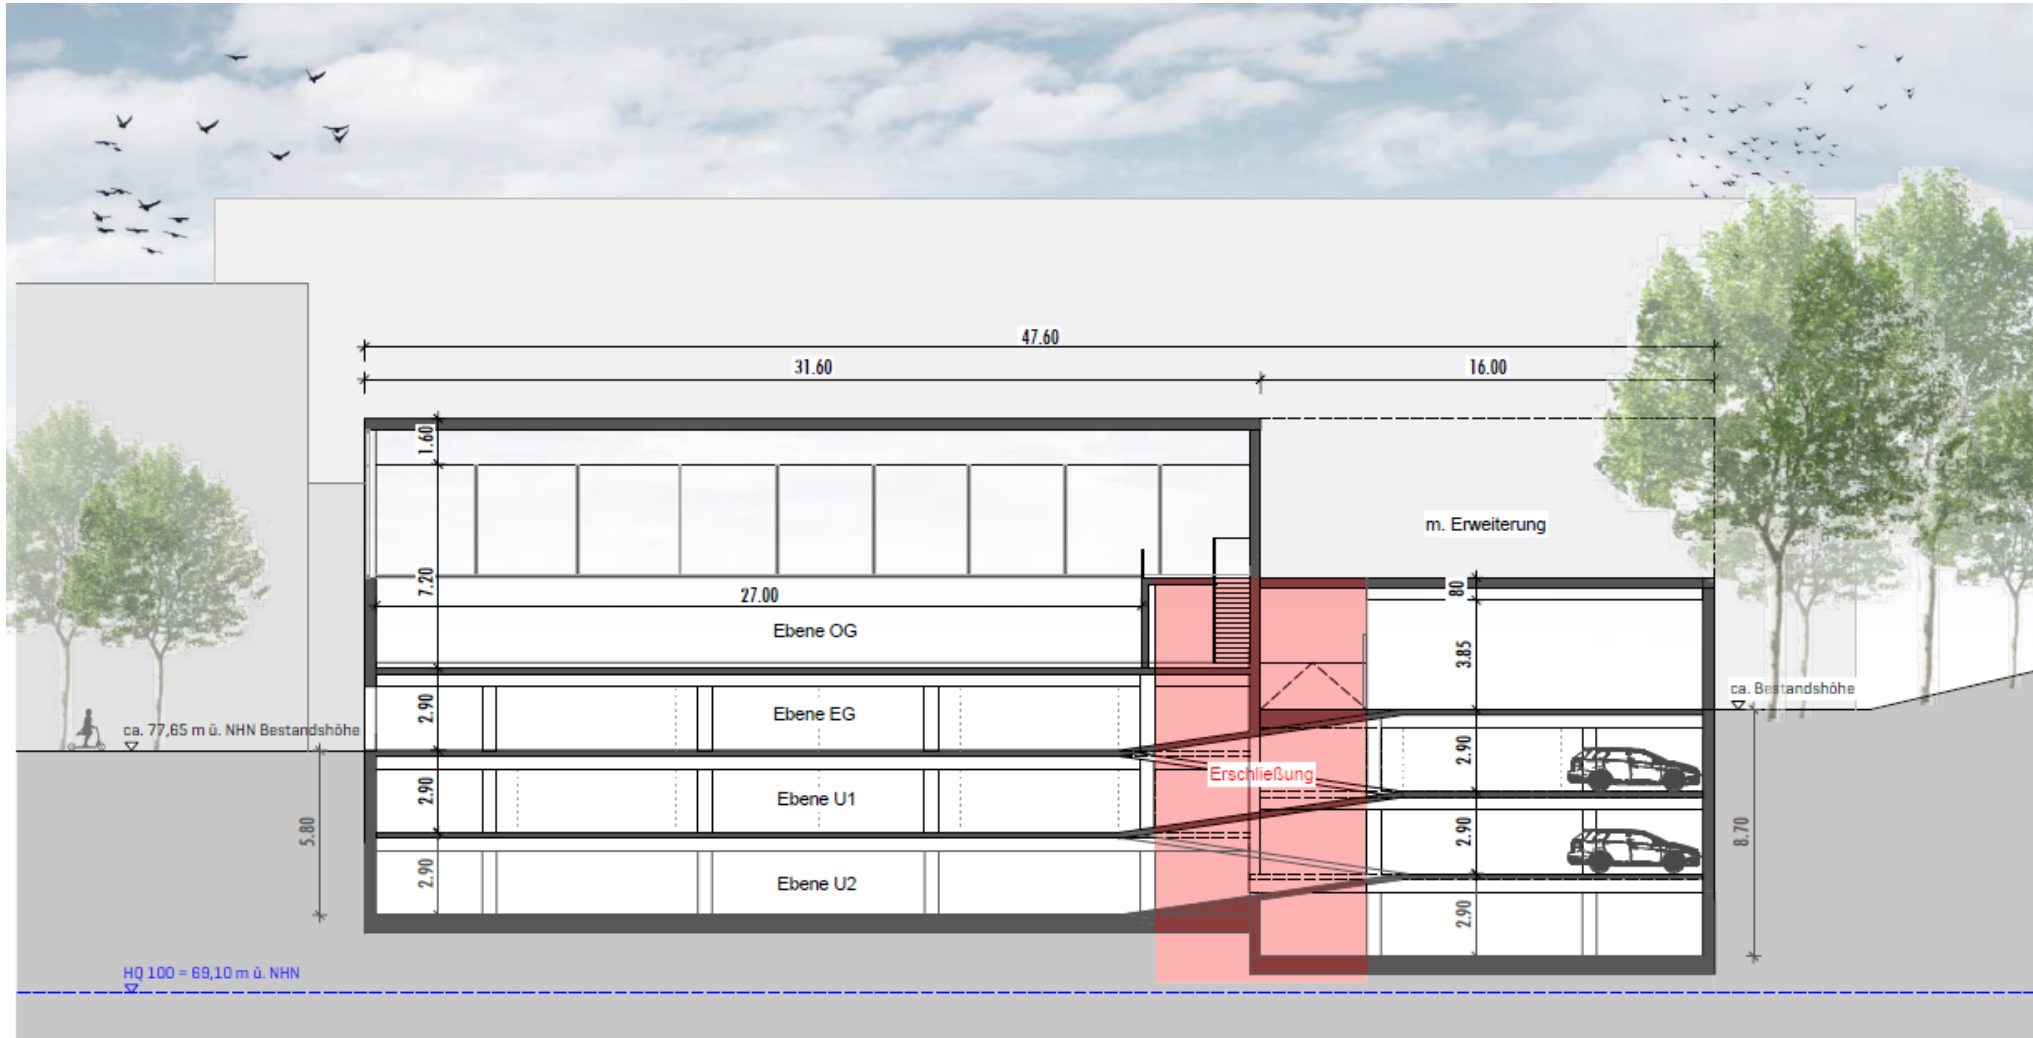 47.60
31.60
16.00
1.60
m. Erweiterung
7.20
80
27.00
Ebene OG
3.85
ca. Bestandshöhe
2.90
Ebene EG
ca. 77,65 m ü. NHN Bestandshöhe
2.90
Erschließung
2.90
Ebene U1
5.80
2.90
8.70
2.90
Ebene U2
2.90
HQ 100 = 69,10 m ü. NHN